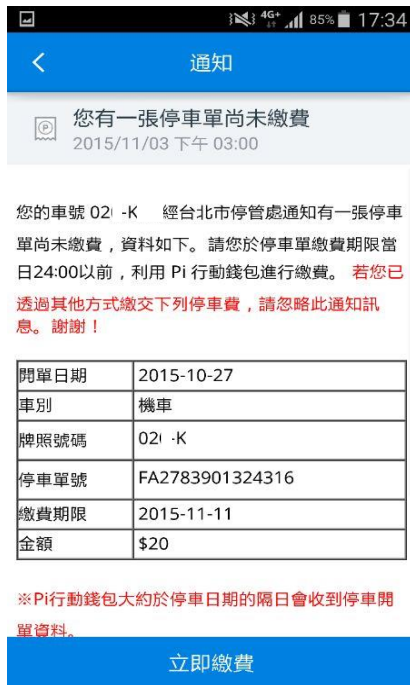 4G+ 85% 17:34
通知
您有一張停車單尚未繳費
2015/11/03 下午 03:00
您的車號 02 -K 經台北市停管處通知有一張停車
單尚未繳費，資料如下。請您於停車單繳費期限當
日24:00以前，利用 Pi 行動錢包進行繳費。若您已
透過其他方式繳交下列停車費，請忽略此通知訊
息。謝謝！
開單日期 2015-10-27
車別 機車
牌照號碼 02 -K
停車單號 FA2783901324316
繳費期限 2015-11-11
金額 $20
※Pi行動錢包大約於停車日期的隔日會收到停車開
單資料。
立即繳費